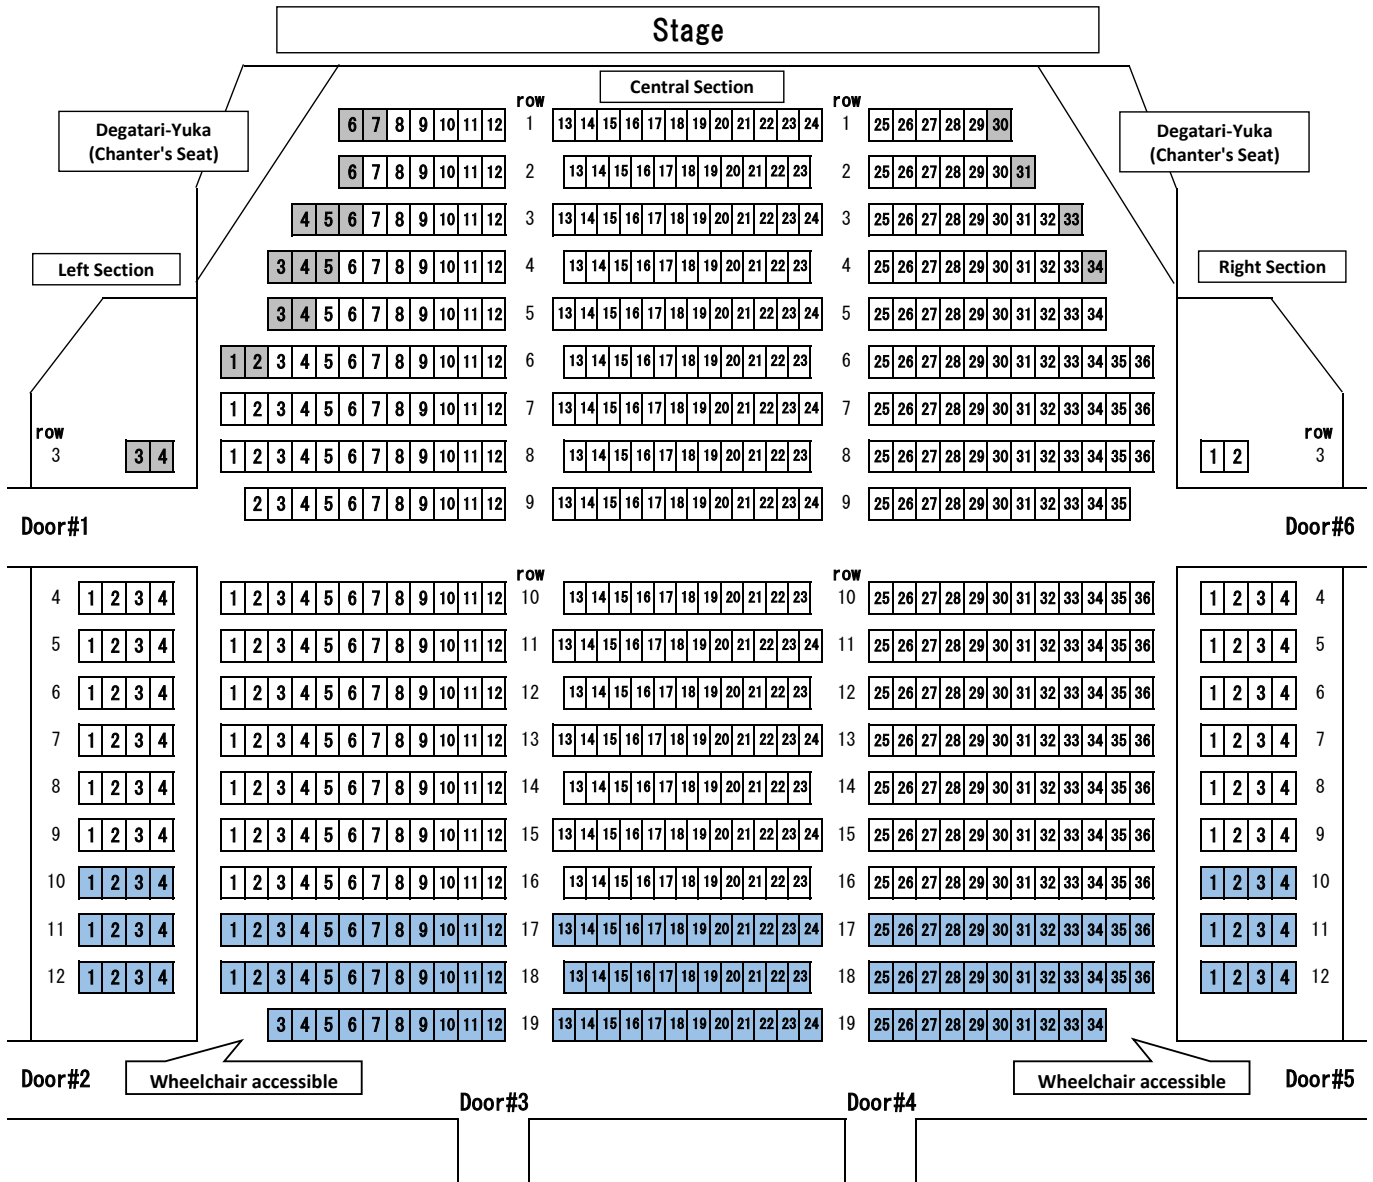 Stage
Central Section
Degatari-Yuka
(Chanter's Seat)
Degatari-Yuka
(Chanter's Seat)
Left Section
Right Section
row row
6 7 8 9 10 11 12 1 13 14 15 16 17 18 19 20 21 22 23 24 1 25 26 27 28 29 30
6 7 8 9 10 11 12 2 13 14 15 16 17 18 19 20 21 22 23 2 25 26 27 28 29 30 31
4 5 6 7 8 9 10 11 12 3 13 14 15 16 17 18 19 20 21 22 23 24 3 25 26 27 28 29 30 31 32 33
3 4 5 6 7 8 9 10 11 12 4 13 14 15 16 17 18 19 20 21 22 23 4 25 26 27 28 29 30 31 32 33 34
3 4 5 6 7 8 9 10 11 12 5 13 14 15 16 17 18 19 20 21 22 23 24 5 25 26 27 28 29 30 31 32 33 34
1 2 3 4 5 6 7 8 9 10 11 12 6 13 14 15 16 17 18 19 20 21 22 23 6 25 26 27 28 29 30 31 32 33 34 35 36
1 2 3 4 5 6 7 8 9 10 11 12 7 13 14 15 16 17 18 19 20 21 22 23 24 7 25 26 27 28 29 30 31 32 33 34 35 36
row row
3 3 4 1 2 3 4 5 6 7 8 9 10 11 12 8 13 14 15 16 17 18 19 20 21 22 23 8 25 26 27 28 29 30 31 32 33 34 35 36 1 2 3
2 3 4 5 6 7 8 9 10 11 12 9 13 14 15 16 17 18 19 20 21 22 23 24 9 25 26 27 28 29 30 31 32 33 34 35
Door#1 Door#6
row row
4 1 2 3 4 1 2 3 4 5 6 7 8 9 10 11 12 10 13 14 15 16 17 18 19 20 21 22 23 10 25 26 27 28 29 30 31 32 33 34 35 36 1 2 3 4 4
5 1 2 3 4 1 2 3 4 5 6 7 8 9 10 11 12 11 13 14 15 16 17 18 19 20 21 22 23 24 11 25 26 27 28 29 30 31 32 33 34 35 36 1 2 3 4 5
6 1 2 3 4 1 2 3 4 5 6 7 8 9 10 11 12 12 13 14 15 16 17 18 19 20 21 22 23 12 25 26 27 28 29 30 31 32 33 34 35 36 1 2 3 4 6
7 1 2 3 4 1 2 3 4 5 6 7 8 9 10 11 12 13 13 14 15 16 17 18 19 20 21 22 23 24 13 25 26 27 28 29 30 31 32 33 34 35 36 1 2 3 4 7
8 1 2 3 4 1 2 3 4 5 6 7 8 9 10 11 12 14 13 14 15 16 17 18 19 20 21 22 23 14 25 26 27 28 29 30 31 32 33 34 35 36 1 2 3 4 8
9 1 2 3 4 1 2 3 4 5 6 7 8 9 10 11 12 15 13 14 15 16 17 18 19 20 21 22 23 24 15 25 26 27 28 29 30 31 32 33 34 35 36 1 2 3 4 9
10 1 2 3 4 1 2 3 4 5 6 7 8 9 10 11 12 16 13 14 15 16 17 18 19 20 21 22 23 16 25 26 27 28 29 30 31 32 33 34 35 36 1 2 3 4 10
11 1 2 3 4 1 2 3 4 5 6 7 8 9 10 11 12 17 13 14 15 16 17 18 19 20 21 22 23 24 17 25 26 27 28 29 30 31 32 33 34 35 36 1 2 3 4 11
12 1 2 3 4 1 2 3 4 5 6 7 8 9 10 11 12 18 13 14 15 16 17 18 19 20 21 22 23 18 25 26 27 28 29 30 31 32 33 34 35 36 1 2 3 4 12
3 4 5 6 7 8 9 10 11 12 19 13 14 15 16 17 18 19 20 21 22 23 24 19 25 26 27 28 29 30 31 32 33 34
Door#2 Wheelchair accessible Wheelchair accessible Door#5
Door#3 Door#4